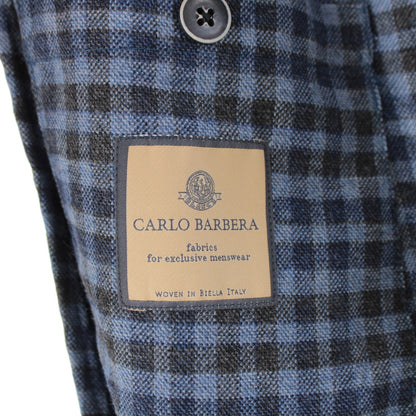 CARLO BARBERA
fabrics
for exclusive menswear
WOVEN IN BIELLA ITALY